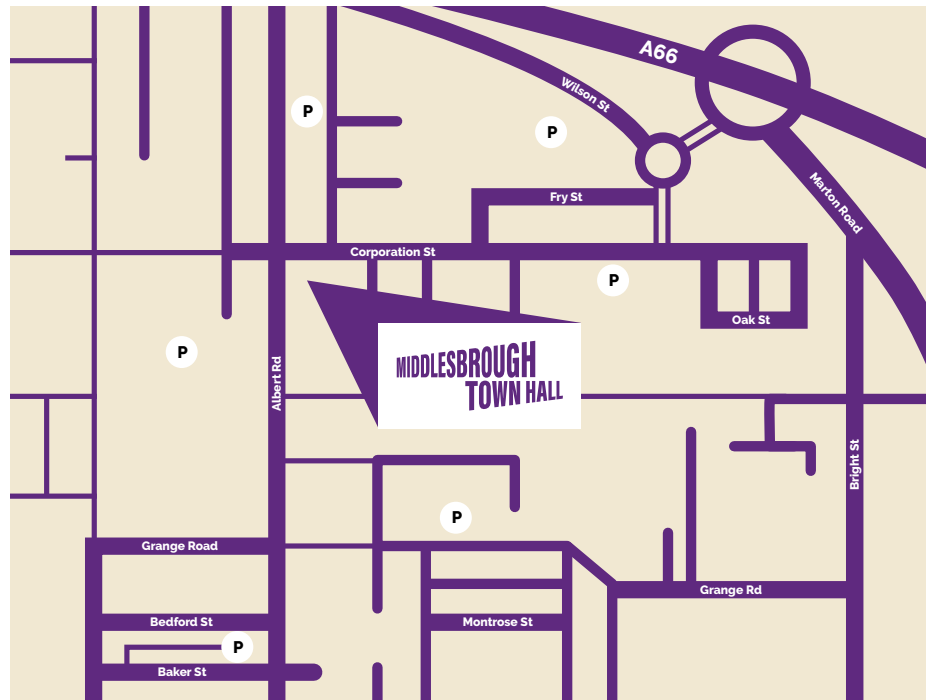 A66
Wilson St
P
P
Marton Road
Fry St
Corporation St
P
Oak St
P
MIDDLESBROUGH
TOWN HALL
Albert Rd
Bright St
P
Grange Road
Grange Rd
Bedford St
Montrose St
P
Baker St